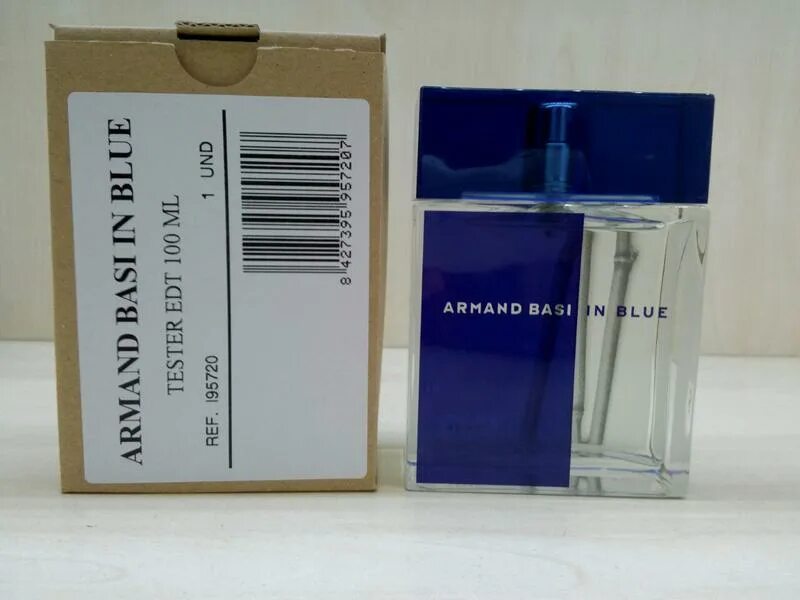 ARMAND BASI IN BLUE
TESTER EDT 100 ML
REF. I95720
1 UND
8 427395 957207
ARMAND BASI IN BLUE